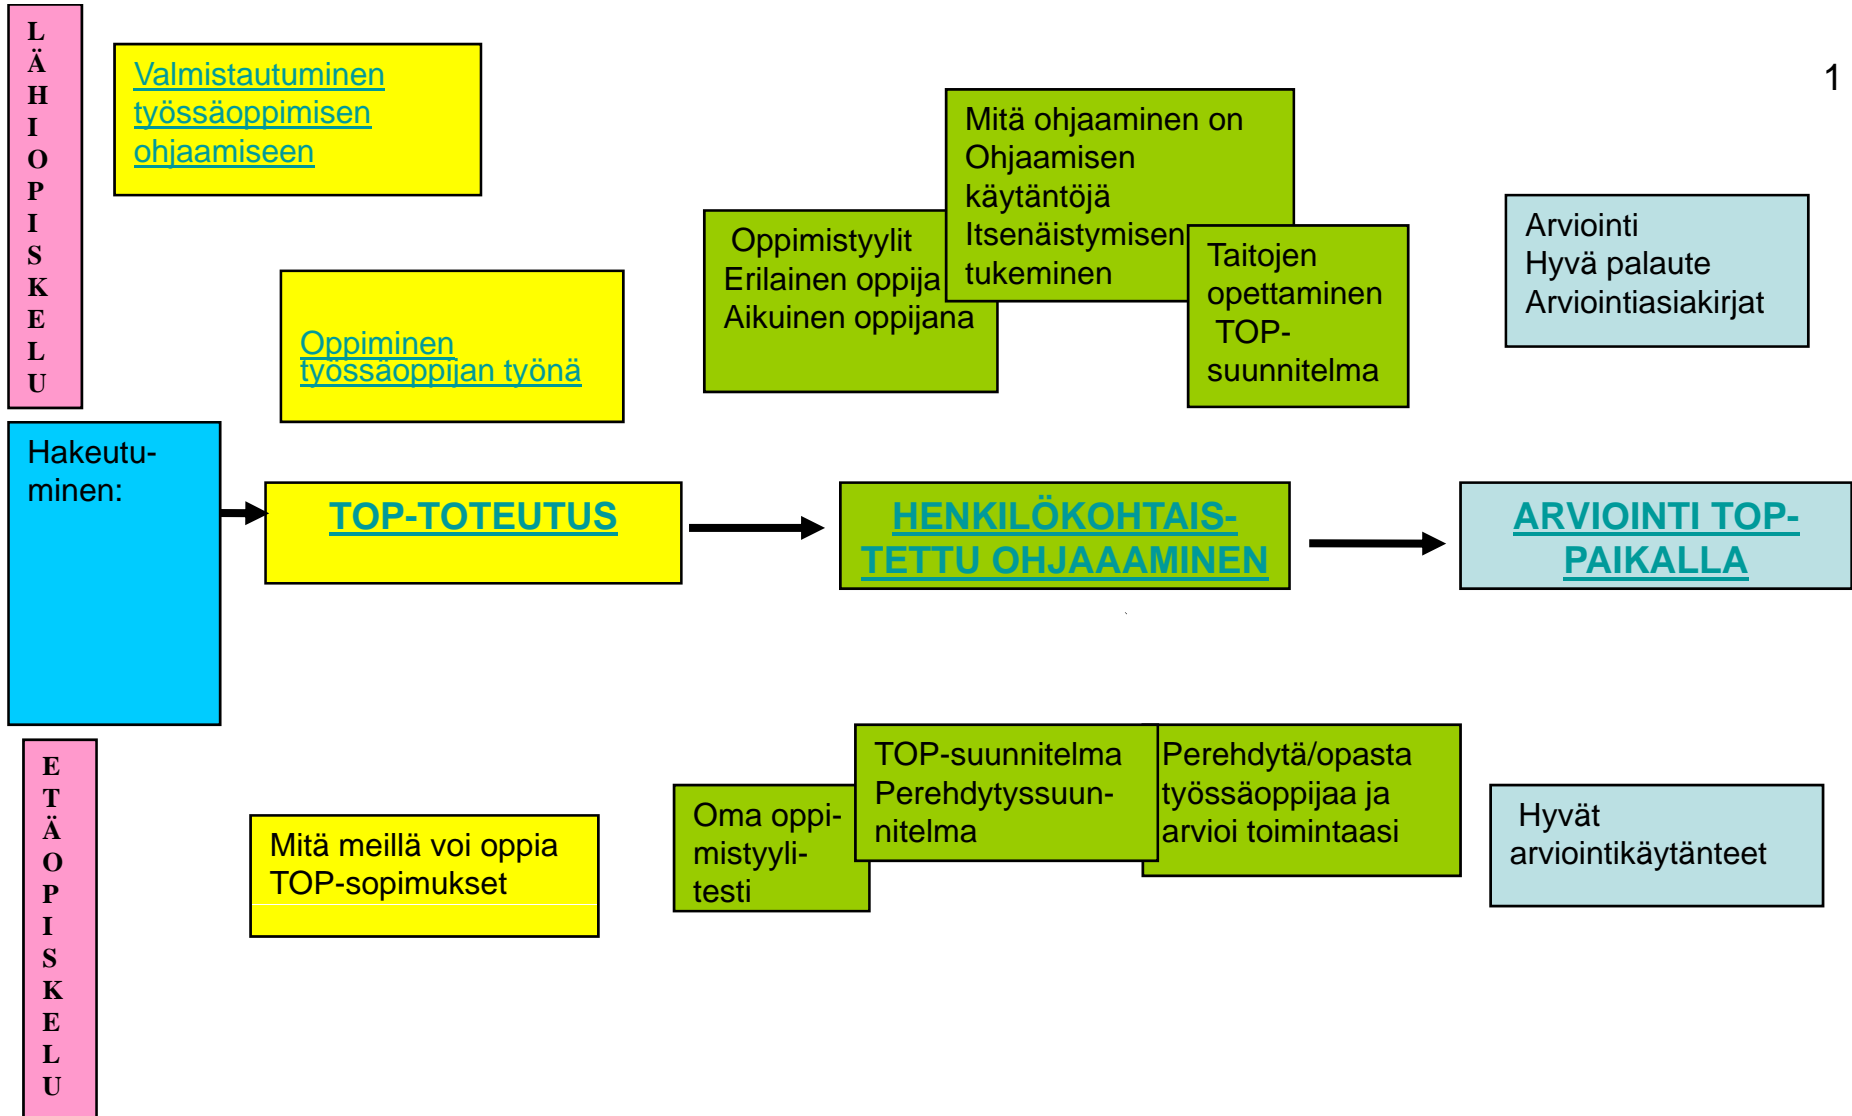 LÄHIOPISKELU
1
Valmistautuminen
työssäoppimisen
ohjaamiseen
Oppiminen
työssäoppijan työnä
Oppimistyylit
Erilainen oppija
Aikuinen oppijana
Mitä ohjaaminen on
Ohjaamisen
käytäntöjä
Itsenäistymisen
tukeminen
Taitojen
opettaminen
TOP-
suunnitelma
Arviointi
Hyvä palaute
Arviointiasiakirjat
Hakeutu-
minen:
TOP-TOTEUTUS
HENKILÖKOHTAIS-
TETTU OHJAAAMINEN
ARVIOINTI TOP-
PAIKALLA
ETÄOPISKELU
Mitä meillä voi oppia
TOP-sopimukset
Oma oppi-
mistyyli-
testi
TOP-suunnitelma
Perehdytyssuun-
nitelma
Perehdytä/opasta
työssäoppijaa ja
arvioi toimintaasi
Hyvät
arviointikäytänteet